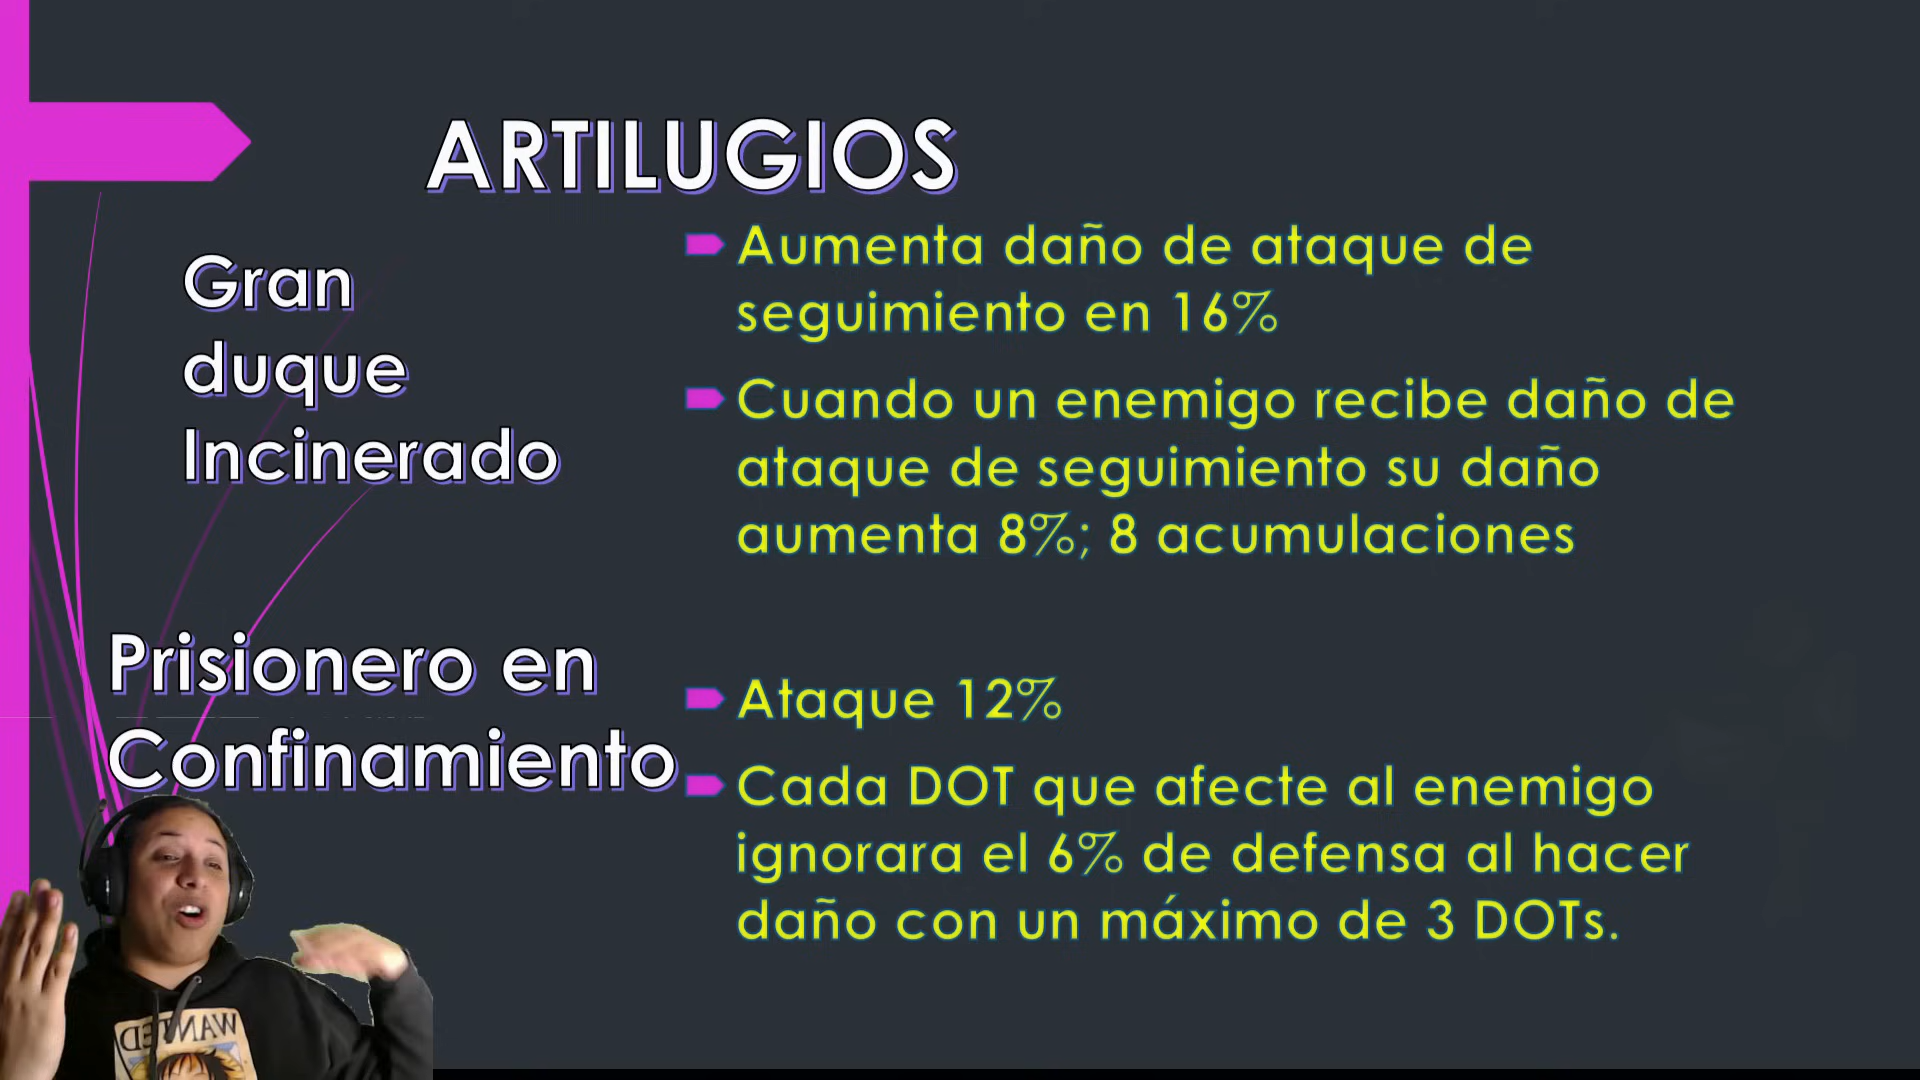 ARTILUGIOS
Gran
duque
Incinerado
Aumenta daño de ataque de
seguimiento en 16%
Cuando un enemigo recibe daño de
ataque de seguimiento su daño
aumenta 8%; 8 acumulaciones
Prisionero en
Confinamiento
Ataque 12%
Cada DOT que afecte al enemigo
ignorara el 6% de defensa al hacer
daño con un máximo de 3 DOTs.
WANTED